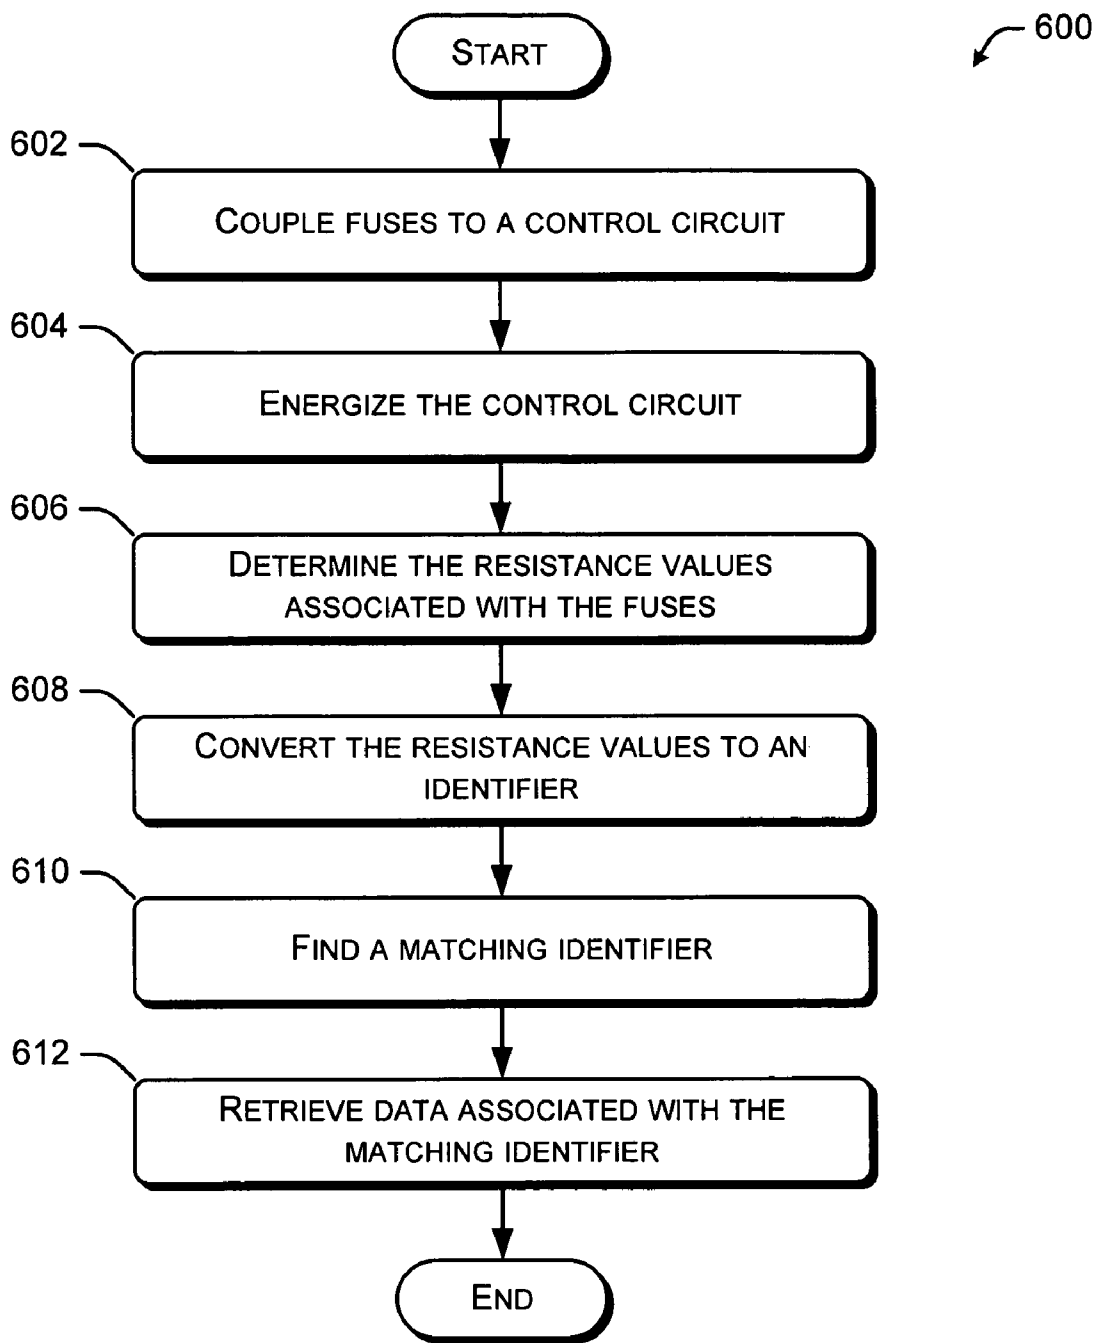 START
600
602
COUPLE FUSES TO A CONTROL CIRCUIT
604
ENERGIZE THE CONTROL CIRCUIT
606
DETERMINE THE RESISTANCE VALUES
ASSOCIATED WITH THE FUSES
608
CONVERT THE RESISTANCE VALUES TO AN
IDENTIFIER
610
FIND A MATCHING IDENTIFIER
612
RETRIEVE DATA ASSOCIATED WITH THE
MATCHING IDENTIFIER
END